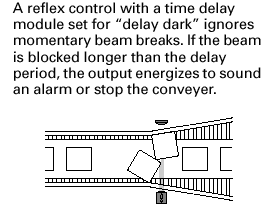 A reflex control with a time delay
module set for “delay dark” ignores
momentary beam breaks. If the beam
is blocked longer than the delay
period, the output energizes to sound
an alarm or stop the conveyer.